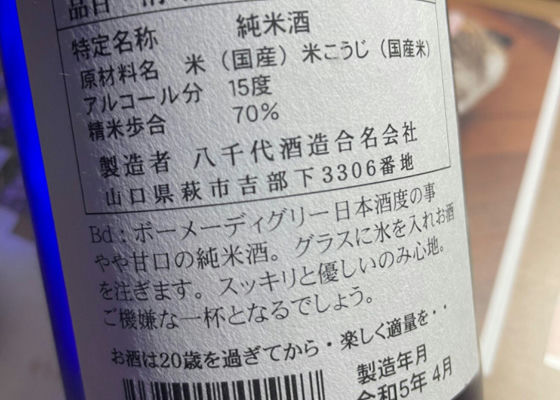 品目
特定名称 純米酒
原材料名 米（国産）米こうじ（国産米）
アルコール分 15度
精米歩合 70%
製造者 八千代酒造合名会社
山口県萩市吉部下3306番地
Bd：ボーメーディグリー日本酒度の事
やや甘口の純米酒。グラスに氷を入れお酒
を注ぎます。スッキリと優しいのみ心地。
ご機嫌な一杯となるでしょう。
お酒は20歳を過ぎてから・楽しく適量を・・
製造年月
令和5年 4月